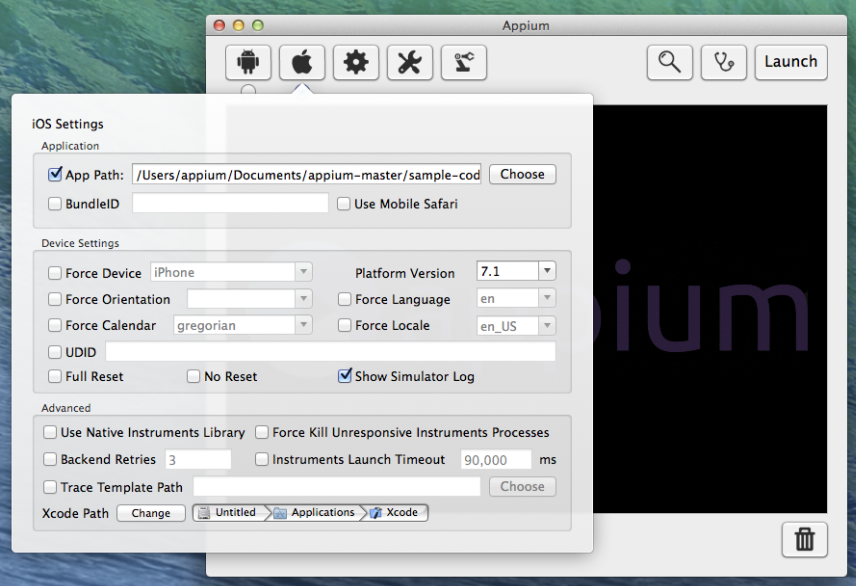 Appium
Launch
iOS Settings
Application
App Path: /Users/appium/Documents/appium-master/sample-cod Choose
BundleID Use Mobile Safari
Device Settings
Force Device iPhone Platform Version 7.1
Force Orientation Force Language en
Force Calendar gregorian Force Locale en_US
UDID
Full Reset No Reset Show Simulator Log
Advanced
Use Native Instruments Library Force Kill Unresponsive Instruments Processes
Backend Retries 3 Instruments Launch Timeout 90,000 ms
Trace Template Path Choose
Xcode Path Change Untitled Applications Xcode
ium